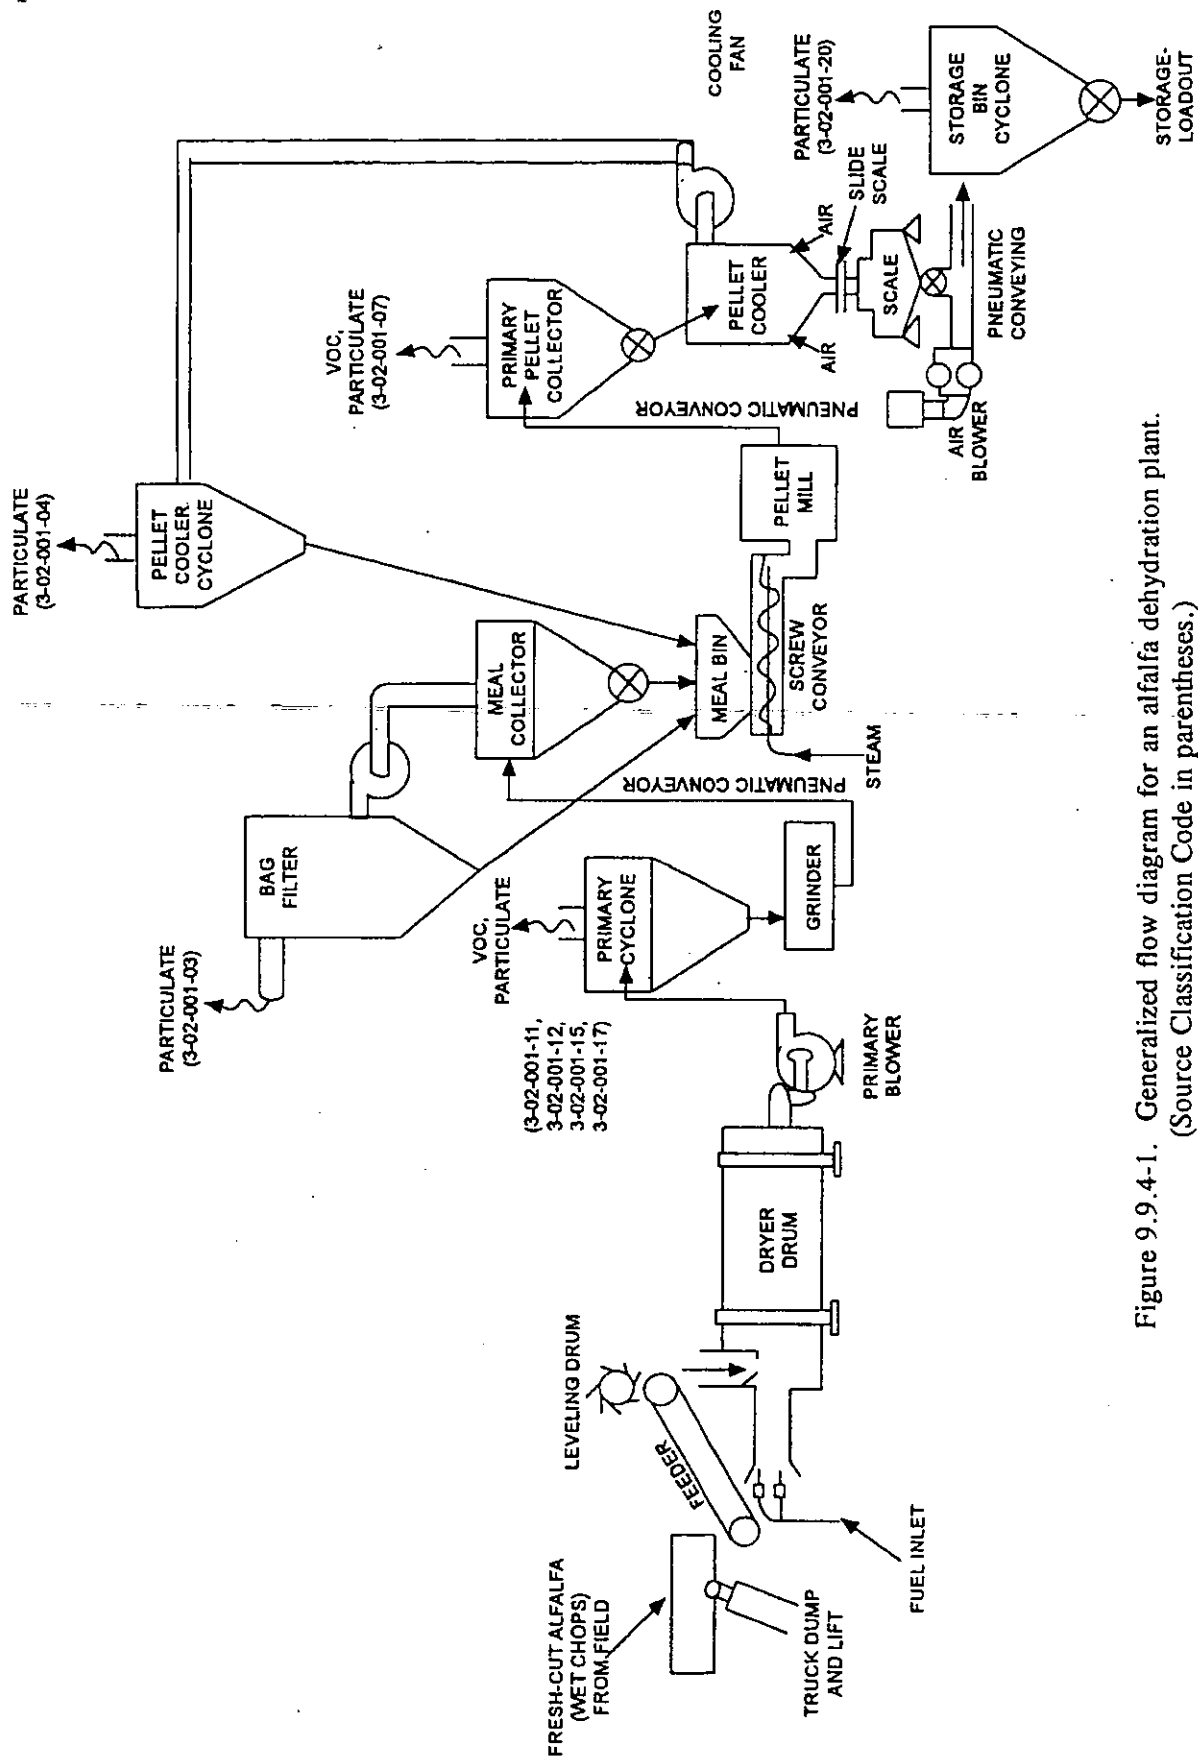 PARTICULATE
(3-02-001-04)
PELLET
COOLER
CYCLONE
PARTICULATE
(3-02-001-03)
BAG
FILTER
MEAL
COLLECTOR
VOC,
PARTICULATE
(3-02-001-07)
PRIMARY
PELLET
COLLECTOR
COOLING
FAN
PARTICULATE
(3-02-001-20)
STORAGE
BIN
CYCLONE
STORAGE-
LOADOUT
VOC,
PARTICULATE
(3-02-001-11,
3-02-001-12,
3-02-001-15,
3-02-001-17)
PRIMARY
CYCLONE
GRINDER
PNEUMATIC CONVEYOR
MEAL BIN
SCREW
CONVEYOR
STEAM
PELLET
MILL
PNEUMATIC CONVEYOR
PELLET
COOLER
AIR
AIR
SLIDE
SCALE
SCALE
PNEUMATIC
CONVEYING
AIR
BLOWER
FRESH-CUT ALFALFA
(WET CHOPS)
FROM FIELD
TRUCK DUMP
AND LIFT
FEEDER
LEVELING DRUM
FUEL INLET
DRYER
DRUM
PRIMARY
BLOWER
Figure 9.9.4-1. Generalized flow diagram for an alfalfa dehydration plant.
(Source Classification Code in parentheses.)